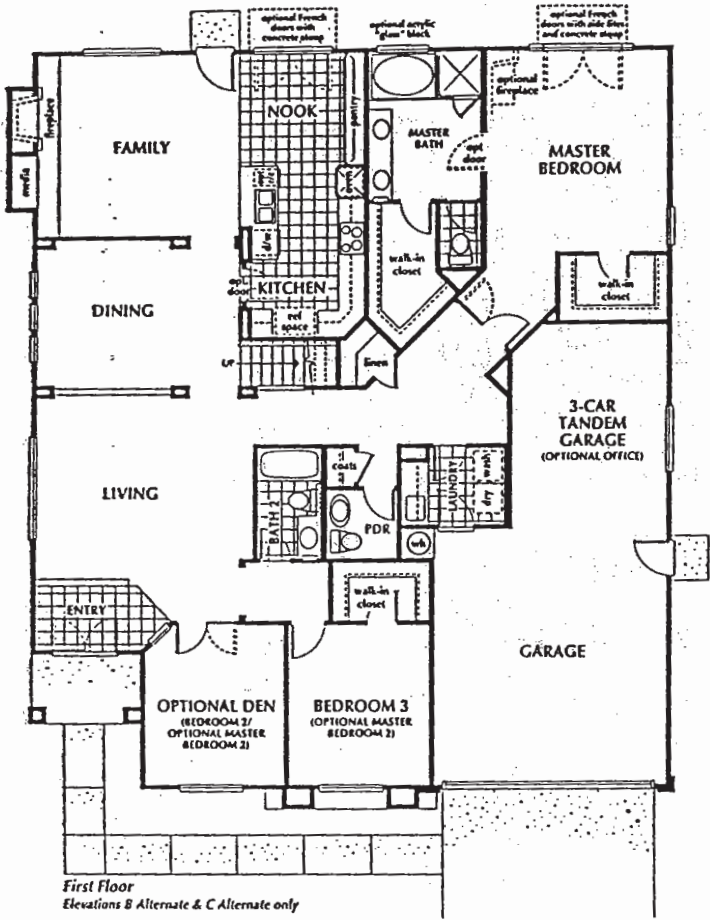 optional French
doors with
concrete stoop
optional acrylic
"glass" block
optional French
doors with side lites
and concrete stoop
fireplace
media
FAMILY
NOOK
pantry
MASTER
BATH
opt
door
optional
fireplace
MASTER
BEDROOM
opt
oven
d/w
opt
door
KITCHEN
ref
space
walk-in
closet
walk-in
closet
DINING
UP
linen
3-CAR
TANDEM
GARAGE
(OPTIONAL OFFICE)
LIVING
BATH 2
coats
PDR
LAUNDRY
wash
dry
wh
ENTRY
walk-in
closet
GARAGE
OPTIONAL DEN
(BEDROOM 2/
OPTIONAL MASTER
BEDROOM 2)
BEDROOM 3
(OPTIONAL MASTER
BEDROOM 2)
First Floor
Elevations B Alternate & C Alternate only